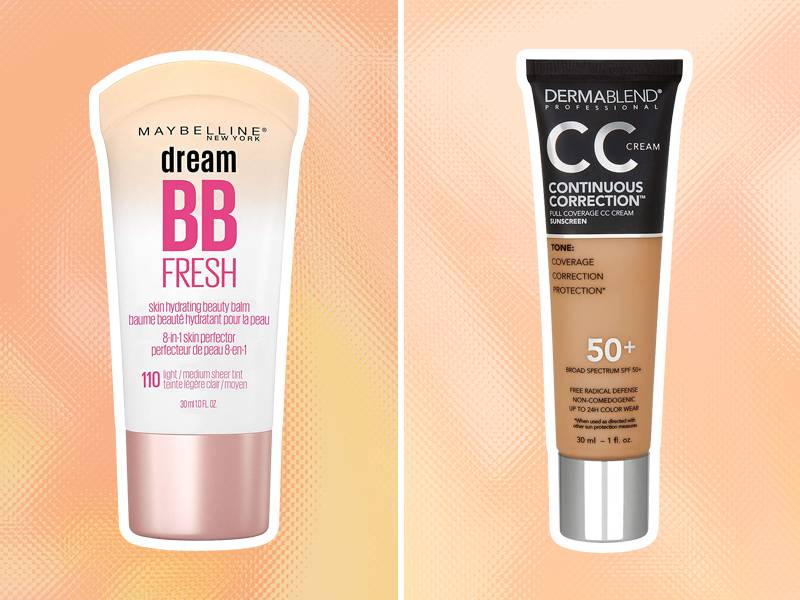 MAYBELLINE®
NEW YORK
dream
BB
FRESH
skin hydrating beauty balm
baume beauté hydratant pour la peau
8-in-1 skin perfector
perfecteur de peau 8-en-1
110 light / medium sheer tint
teinte légère clair / moyen
30 ml 1.0 FL. OZ.
DERMABLEND®
PROFESSIONAL
CC CREAM
CONTINUOUS
CORRECTION™
FULL COVERAGE CC CREAM
SUNSCREEN
TONE:
COVERAGE
CORRECTION
PROTECTION*
50+
BROAD SPECTRUM SPF 50+
FREE RADICAL DEFENSE
NON-COMEDOGENIC
UP TO 24H COLOR WEAR
*When used as directed with
other sun protection measures
30 ml – 1 fl. oz.